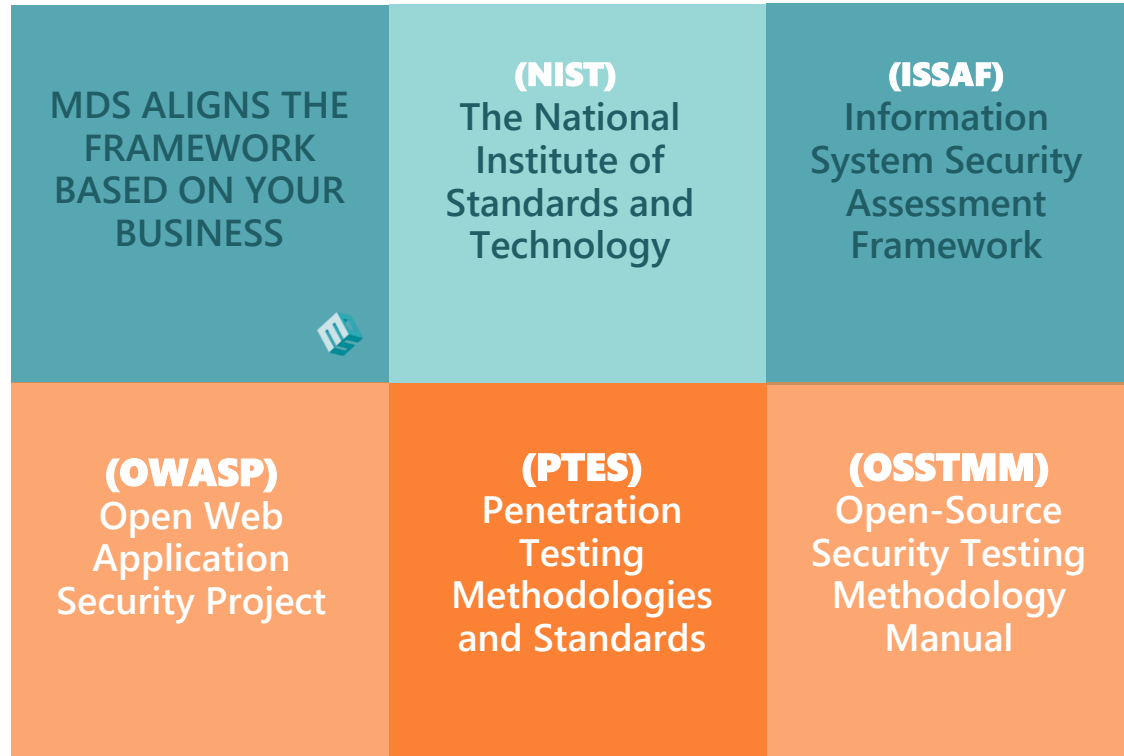 MDS ALIGNS THE
FRAMEWORK
BASED ON YOUR
BUSINESS
(NIST)
The National
Institute of
Standards and
Technology
(ISSAF)
Information
System Security
Assessment
Framework
(OWASP)
Open Web
Application
Security Project
(PTES)
Penetration
Testing
Methodologies
and Standards
(OSSTMM)
Open-Source
Security Testing
Methodology
Manual